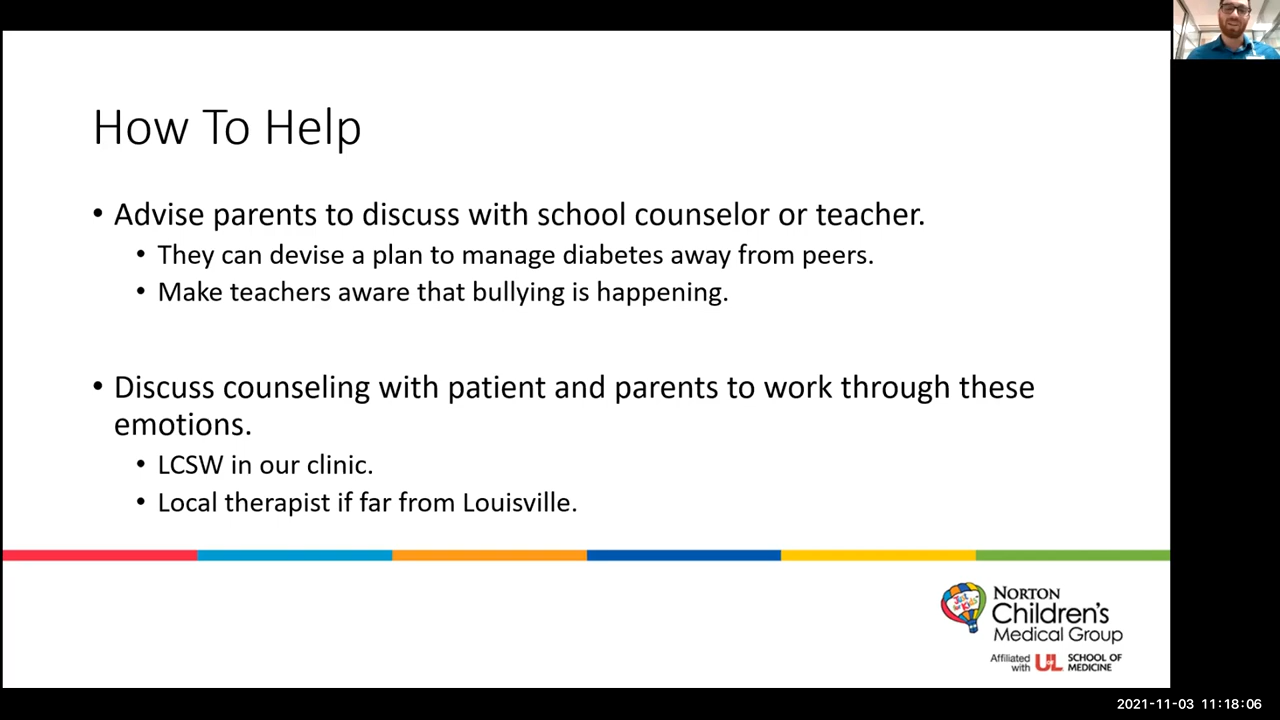 How To Help
• Advise parents to discuss with school counselor or teacher.
• They can devise a plan to manage diabetes away from peers.
• Make teachers aware that bullying is happening.
• Discuss counseling with patient and parents to work through these
emotions.
• LCSW in our clinic.
• Local therapist if far from Louisville.
Just for Kids
NORTON
Children's
Medical Group
Affiliated with UL SCHOOL OF MEDICINE
2021-11-03 11:18:06